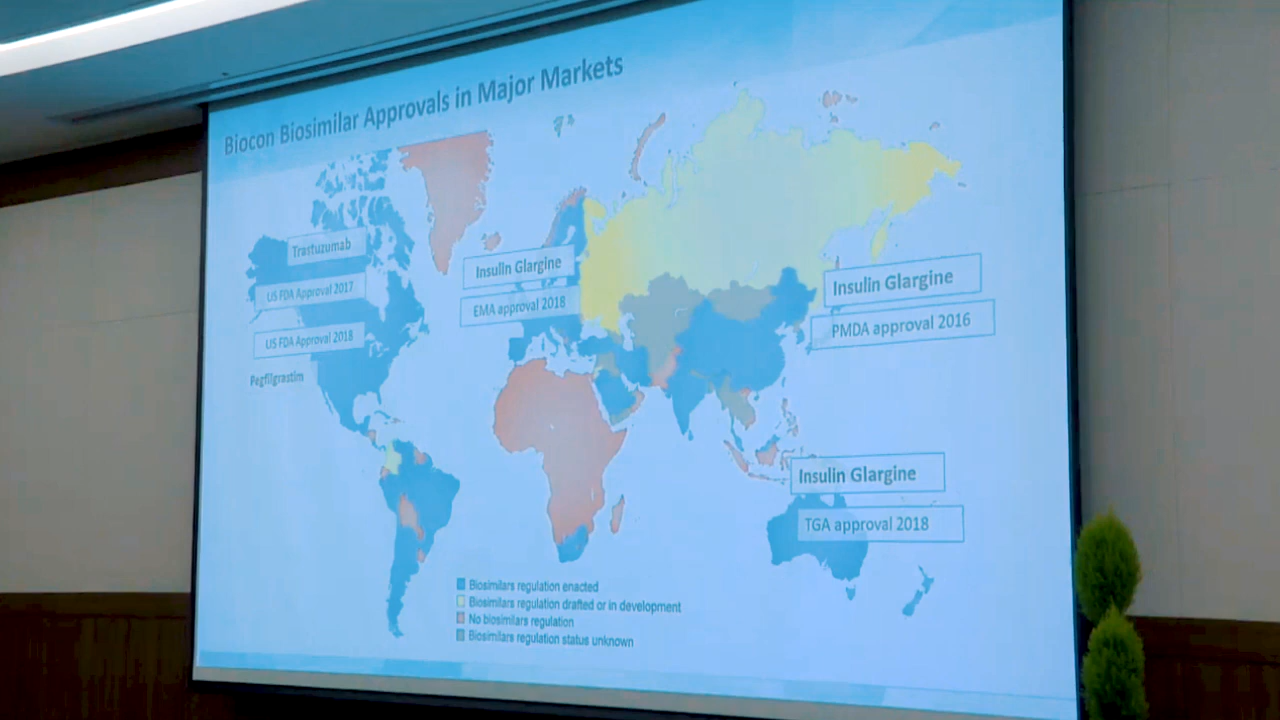 Biocon Biosimilar Approvals in Major Markets
Trastuzumab
US FDA Approval 2017
US FDA Approval 2018
Pegfilgrastim
Insulin Glargine
EMA approval 2018
Insulin Glargine
PMDA approval 2016
Insulin Glargine
TGA approval 2018
Biosimilars regulation enacted
Biosimilars regulation drafted or in development
No biosimilars regulation
Biosimilars regulation status unknown